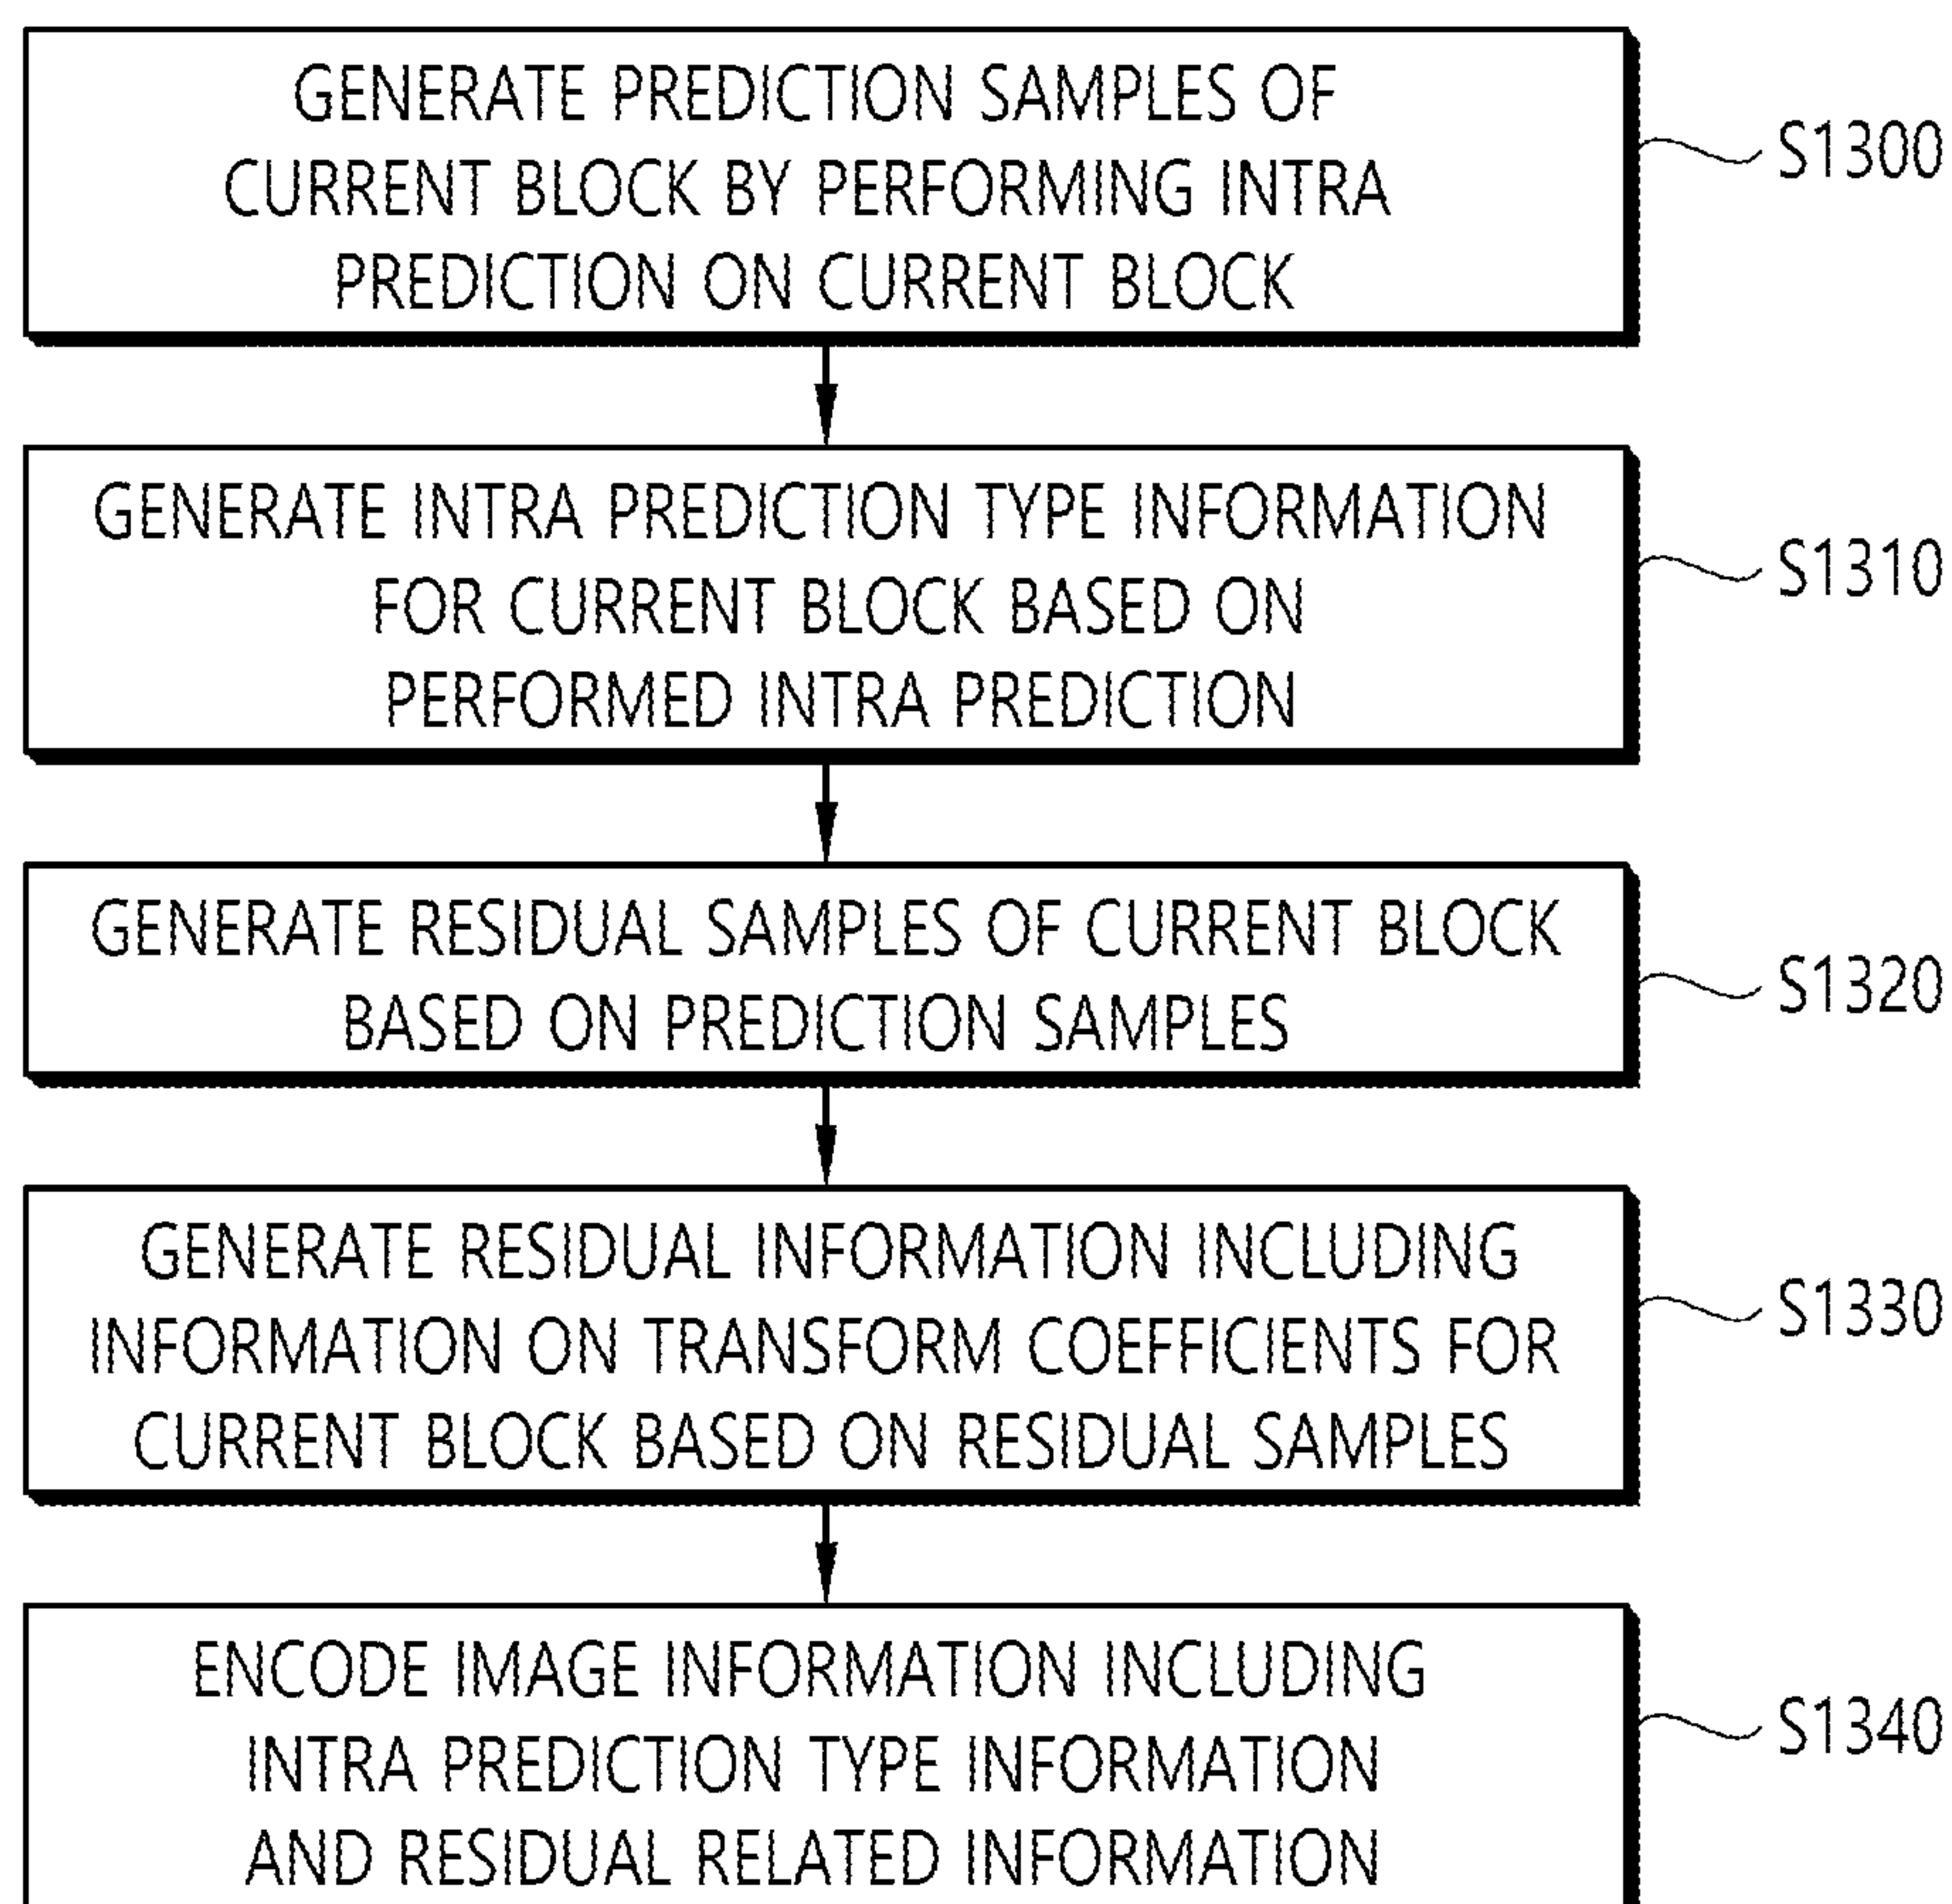 GENERATE PREDICTION SAMPLES OF
CURRENT BLOCK BY PERFORMING INTRA
PREDICTION ON CURRENT BLOCK
S1300
GENERATE INTRA PREDICTION TYPE INFORMATION
FOR CURRENT BLOCK BASED ON
PERFORMED INTRA PREDICTION
S1310
GENERATE RESIDUAL SAMPLES OF CURRENT BLOCK
BASED ON PREDICTION SAMPLES
S1320
GENERATE RESIDUAL INFORMATION INCLUDING
INFORMATION ON TRANSFORM COEFFICIENTS FOR
CURRENT BLOCK BASED ON RESIDUAL SAMPLES
S1330
ENCODE IMAGE INFORMATION INCLUDING
INTRA PREDICTION TYPE INFORMATION
AND RESIDUAL RELATED INFORMATION
S1340